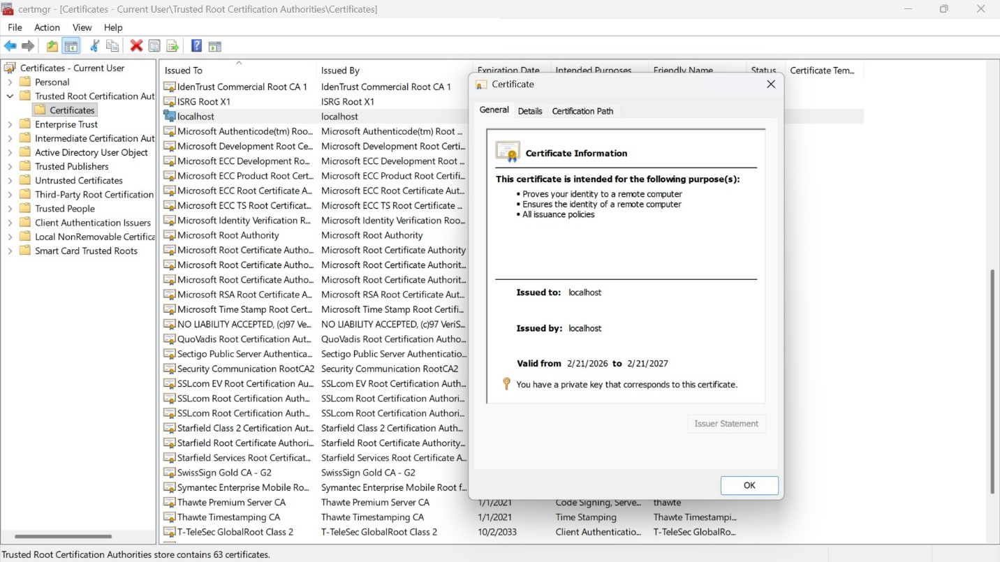 certmgr - [Certificates - Current User\Trusted Root Certification Authorities\Certificates]
File Action View Help
Certificates - Current User
Personal
Trusted Root Certification Aut
Certificates
Enterprise Trust
Intermediate Certification Aut
Active Directory User Object
Trusted Publishers
Untrusted Certificates
Third-Party Root Certification
Trusted People
Client Authentication Issuers
Local NonRemovable Certifica
Smart Card Trusted Roots
Issued To Issued By Expiration Date Intended Purposes Friendly Name Status Certificate Tem...
IdenTrust Commercial Root CA 1 IdenTrust Commercial Root CA 1
ISRG Root X1 ISRG Root X1
localhost localhost
Microsoft Authenticode(tm) Roo... Microsoft Authenticode(tm) Root ...
Microsoft Development Root Ce... Microsoft Development Root Certi...
Microsoft ECC Development Ro... Microsoft ECC Development Root ...
Microsoft ECC Product Root Cert... Microsoft ECC Product Root Certifi...
Microsoft ECC Root Certificate A... Microsoft ECC Root Certificate Aut...
Microsoft ECC TS Root Certificat... Microsoft ECC TS Root Certificate ...
Microsoft Identity Verification R... Microsoft Identity Verification Roo...
Microsoft Root Authority Microsoft Root Authority
Microsoft Root Certificate Autho... Microsoft Root Certificate Authority
Microsoft Root Certificate Autho... Microsoft Root Certificate Authorit...
Microsoft Root Certificate Autho... Microsoft Root Certificate Authorit...
Microsoft RSA Root Certificate A... Microsoft RSA Root Certificate Aut...
Microsoft Time Stamp Root Cert... Microsoft Time Stamp Root Certifi...
NO LIABILITY ACCEPTED, (c)97 Ve... NO LIABILITY ACCEPTED, (c)97 VeriS...
QuoVadis Root Certification Aut... QuoVadis Root Certification Autho...
Sectigo Public Server Authentica... Sectigo Public Server Authenticatio...
Security Communication RootCA2 Security Communication RootCA2
SSL.com EV Root Certification Au... SSL.com EV Root Certification Auth...
SSL.com Root Certification Auth... SSL.com Root Certification Authori...
SSL.com Root Certification Auth... SSL.com Root Certification Authori...
Starfield Class 2 Certification Aut... Starfield Class 2 Certification Auth...
Starfield Root Certificate Authori... Starfield Root Certificate Authority...
Starfield Services Root Certificat... Starfield Services Root Certificate A...
SwissSign Gold CA - G2 SwissSign Gold CA - G2
Symantec Enterprise Mobile Ro... Symantec Enterprise Mobile Root f...
Thawte Premium Server CA Thawte Premium Server CA 1/1/2021 Code Signing, Serve... thawte
Thawte Timestamping CA Thawte Timestamping CA 1/1/2021 Time Stamping Thawte Timestampi...
T-TeleSec GlobalRoot Class 2 T-TeleSec GlobalRoot Class 2 10/2/2033 Client Authenticatio... T-TeleSec GlobalRo...
Certificate
General Details Certification Path
Certificate Information
This certificate is intended for the following purpose(s):
• Proves your identity to a remote computer
• Ensures the identity of a remote computer
• All issuance policies
Issued to: localhost
Issued by: localhost
Valid from 2/21/2026 to 2/21/2027
You have a private key that corresponds to this certificate.
Issuer Statement
OK
Trusted Root Certification Authorities store contains 63 certificates.